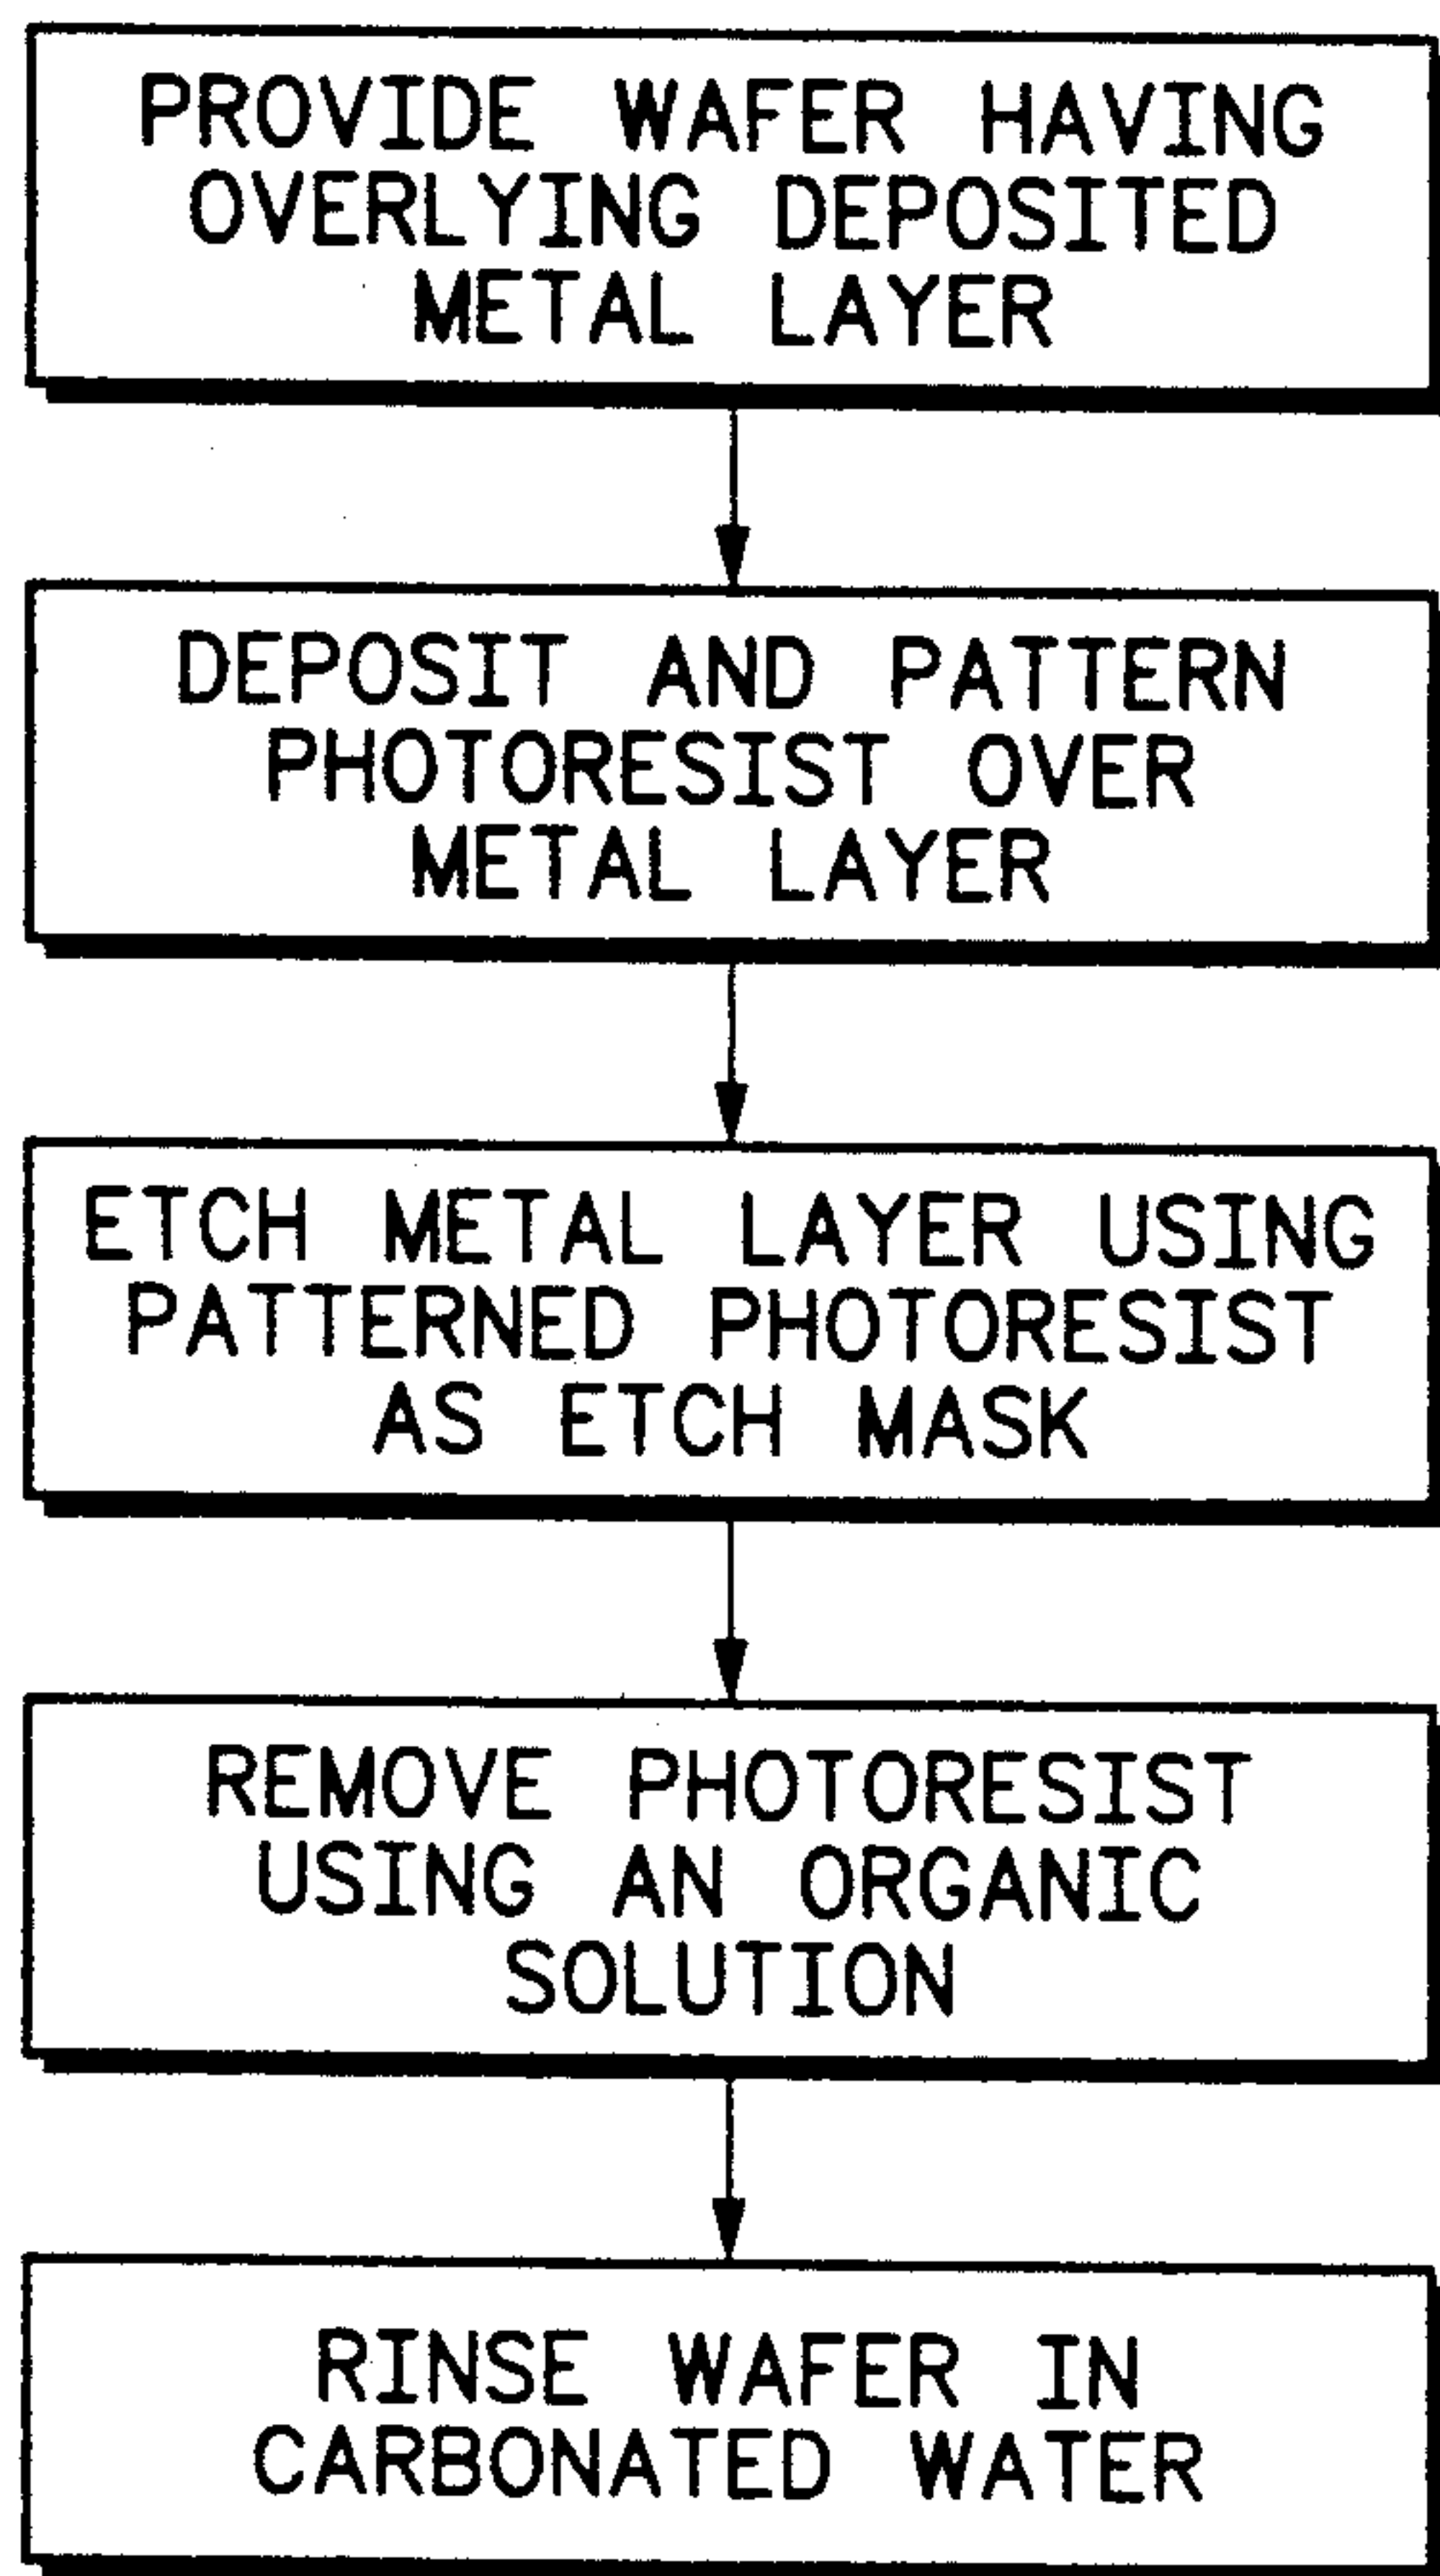 PROVIDE WAFER HAVING
OVERLYING DEPOSITED
METAL LAYER
DEPOSIT AND PATTERN
PHOTORESIST OVER
METAL LAYER
ETCH METAL LAYER USING
PATTERNED PHOTORESIST
AS ETCH MASK
REMOVE PHOTORESIST
USING AN ORGANIC
SOLUTION
RINSE WAFER IN
CARBONATED WATER